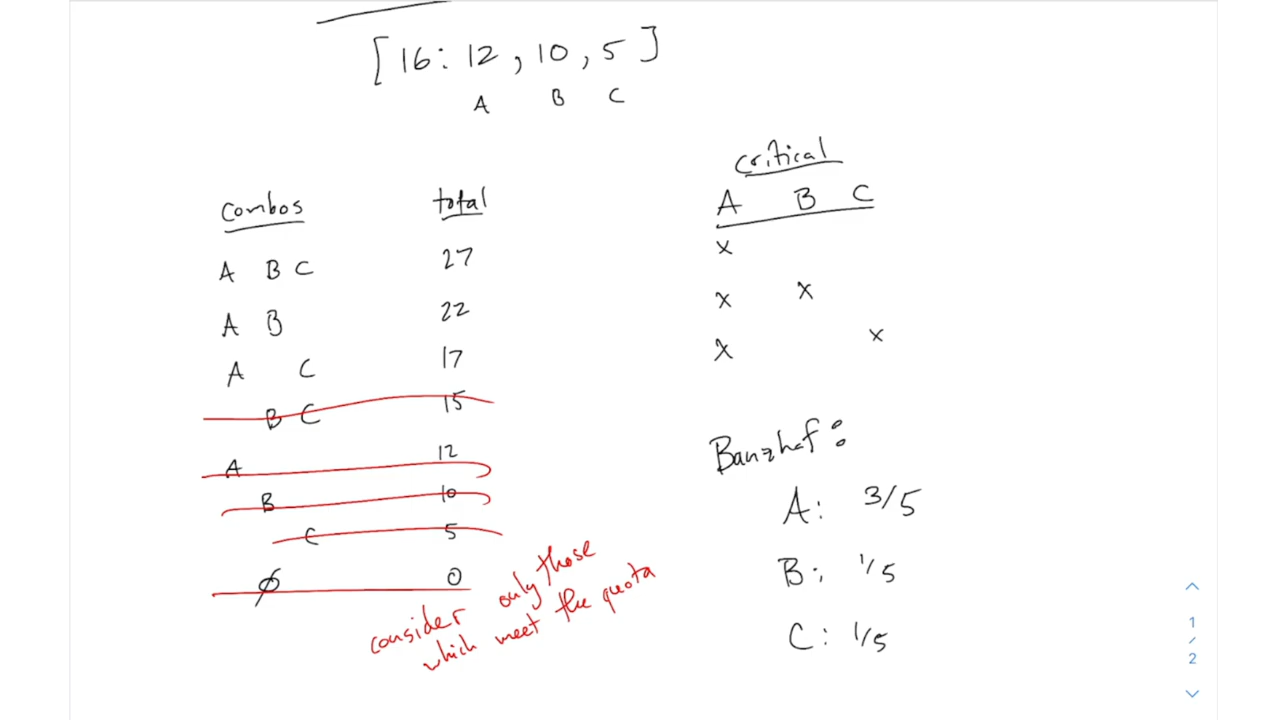 [16: 12, 10, 5]
A B C
Combos total
A B C 27
A B 22
A C 17
B C 15
A 12
B 10
C 5
∅ 0
consider only those
which meet the quota
critical
A B C
x
x x
x x
Banzhaf:
A: 3/5
B: 1/5
C: 1/5
1
/
2